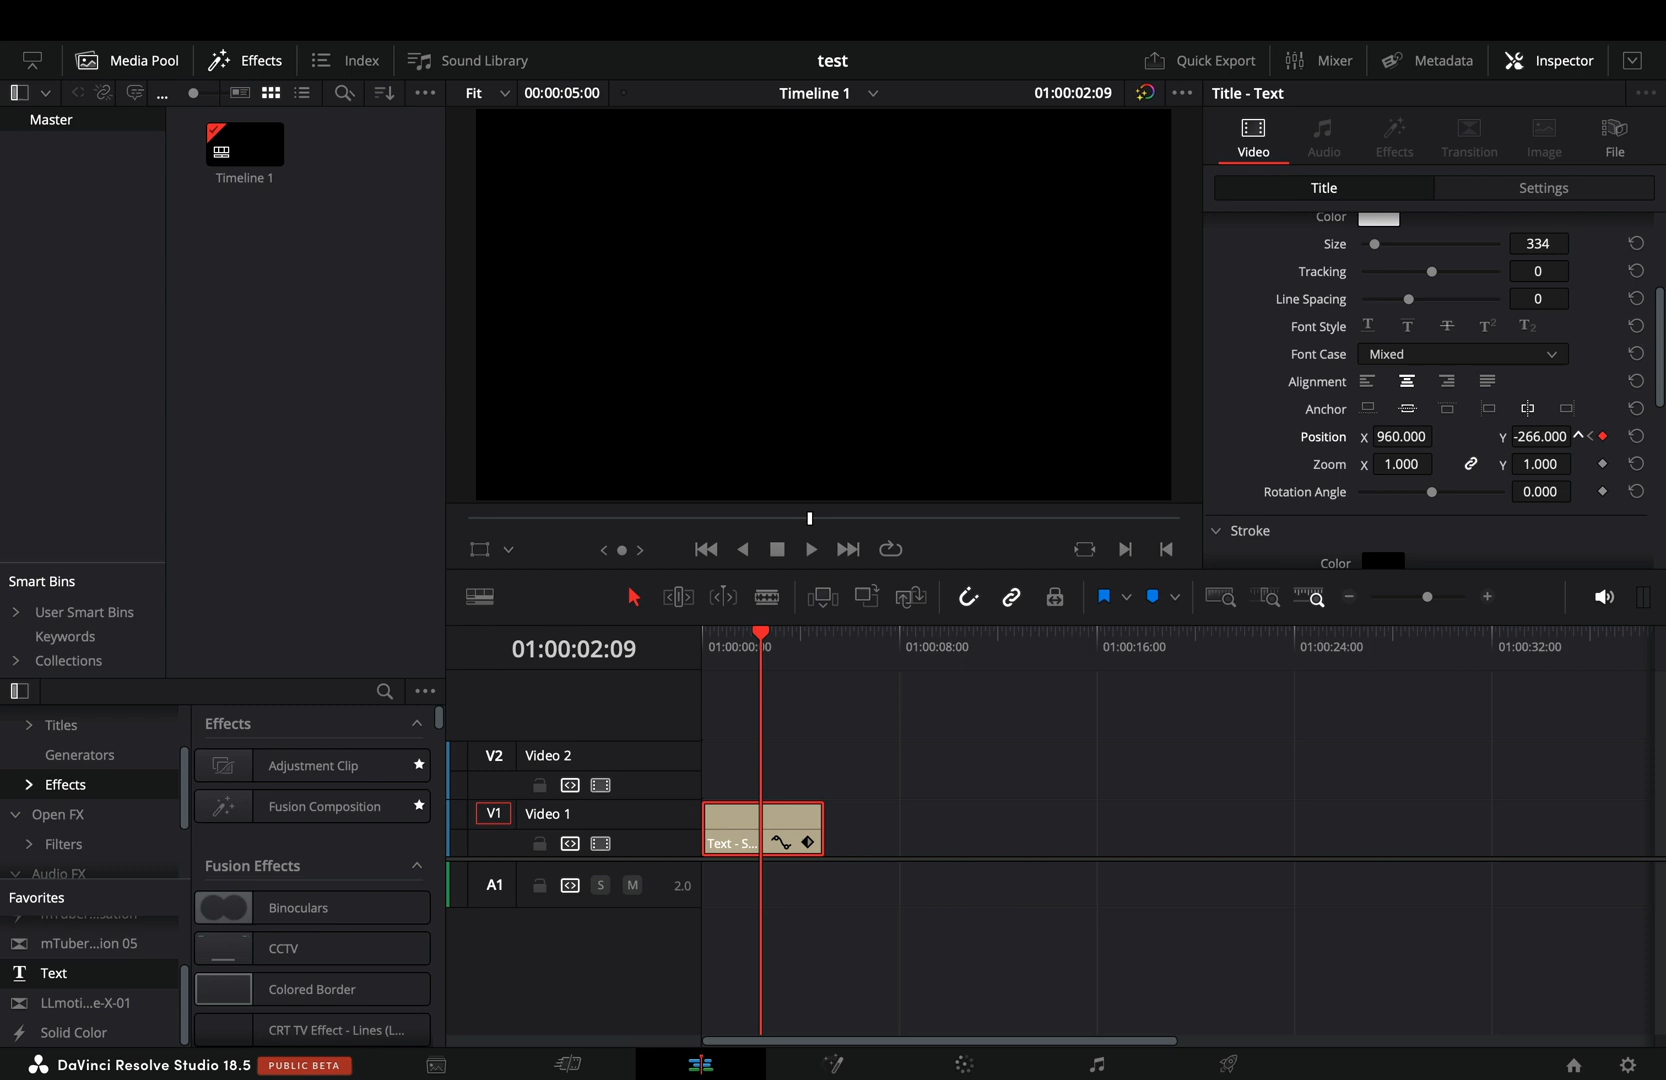 Media Pool
Effects
Index
Sound Library
test
Quick Export
Mixer
Metadata
Inspector
...
Fit
00:00:05:00
Timeline 1
01:00:02:09
Title - Text
Master
Timeline 1
Video
Audio
Effects
Transition
Image
File
Title
Settings
Color
Size 334
Tracking 0
Line Spacing 0
Font Style T T T T2 T2
Font Case Mixed
Alignment
Anchor
Position X 960.000 Y -266.000
Zoom X 1.000 Y 1.000
Rotation Angle 0.000
Stroke
Color
Smart Bins
User Smart Bins
Keywords
Collections
01:00:02:09
01:00:00:00
01:00:08:00
01:00:16:00
01:00:24:00
01:00:32:00
Titles
Generators
Effects
Open FX
Filters
Audio FX
Favorites
mTuber...ion 05
Text
LLmoti...e-X-01
Solid Color
Effects
Adjustment Clip
Fusion Composition
Fusion Effects
Binoculars
CCTV
Colored Border
CRT TV Effect - Lines (L...
V2 Video 2
V1 Video 1
Text - S...
A1 S M 2.0
DaVinci Resolve Studio 18.5 PUBLIC BETA